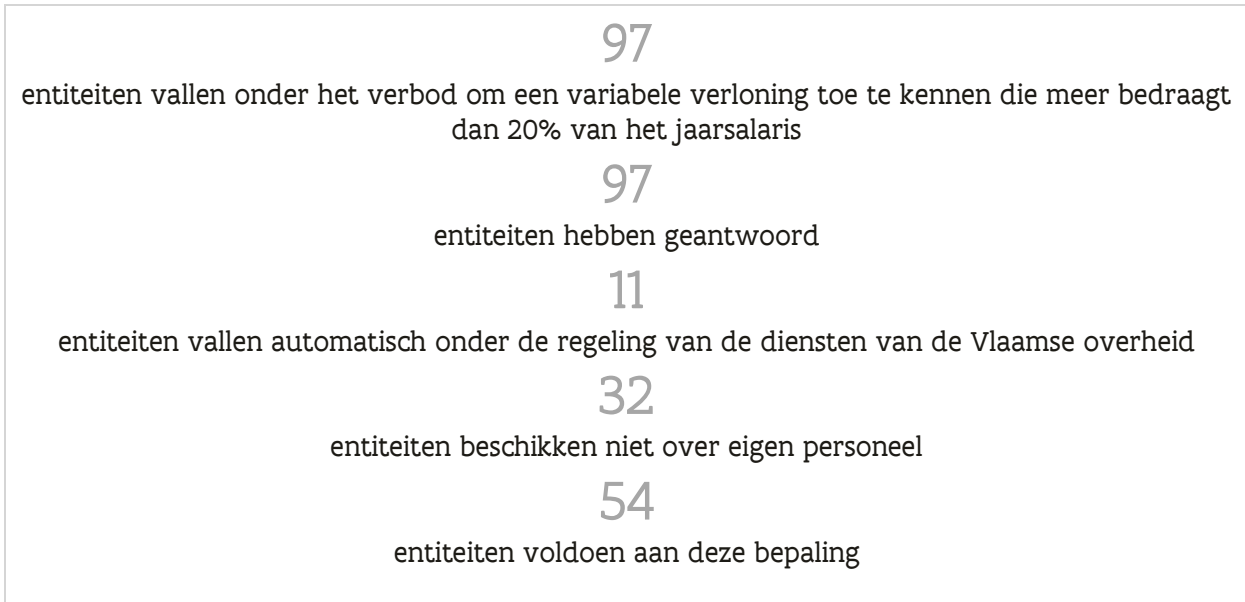 97
entiteiten vallen onder het verbod om een variabele verloning toe te kennen die meer bedraagt
dan 20% van het jaarsalaris
97
entiteiten hebben geantwoord
11
entiteiten vallen automatisch onder de regeling van de diensten van de Vlaamse overheid
32
entiteiten beschikken niet over eigen personeel
54
entiteiten voldoen aan deze bepaling